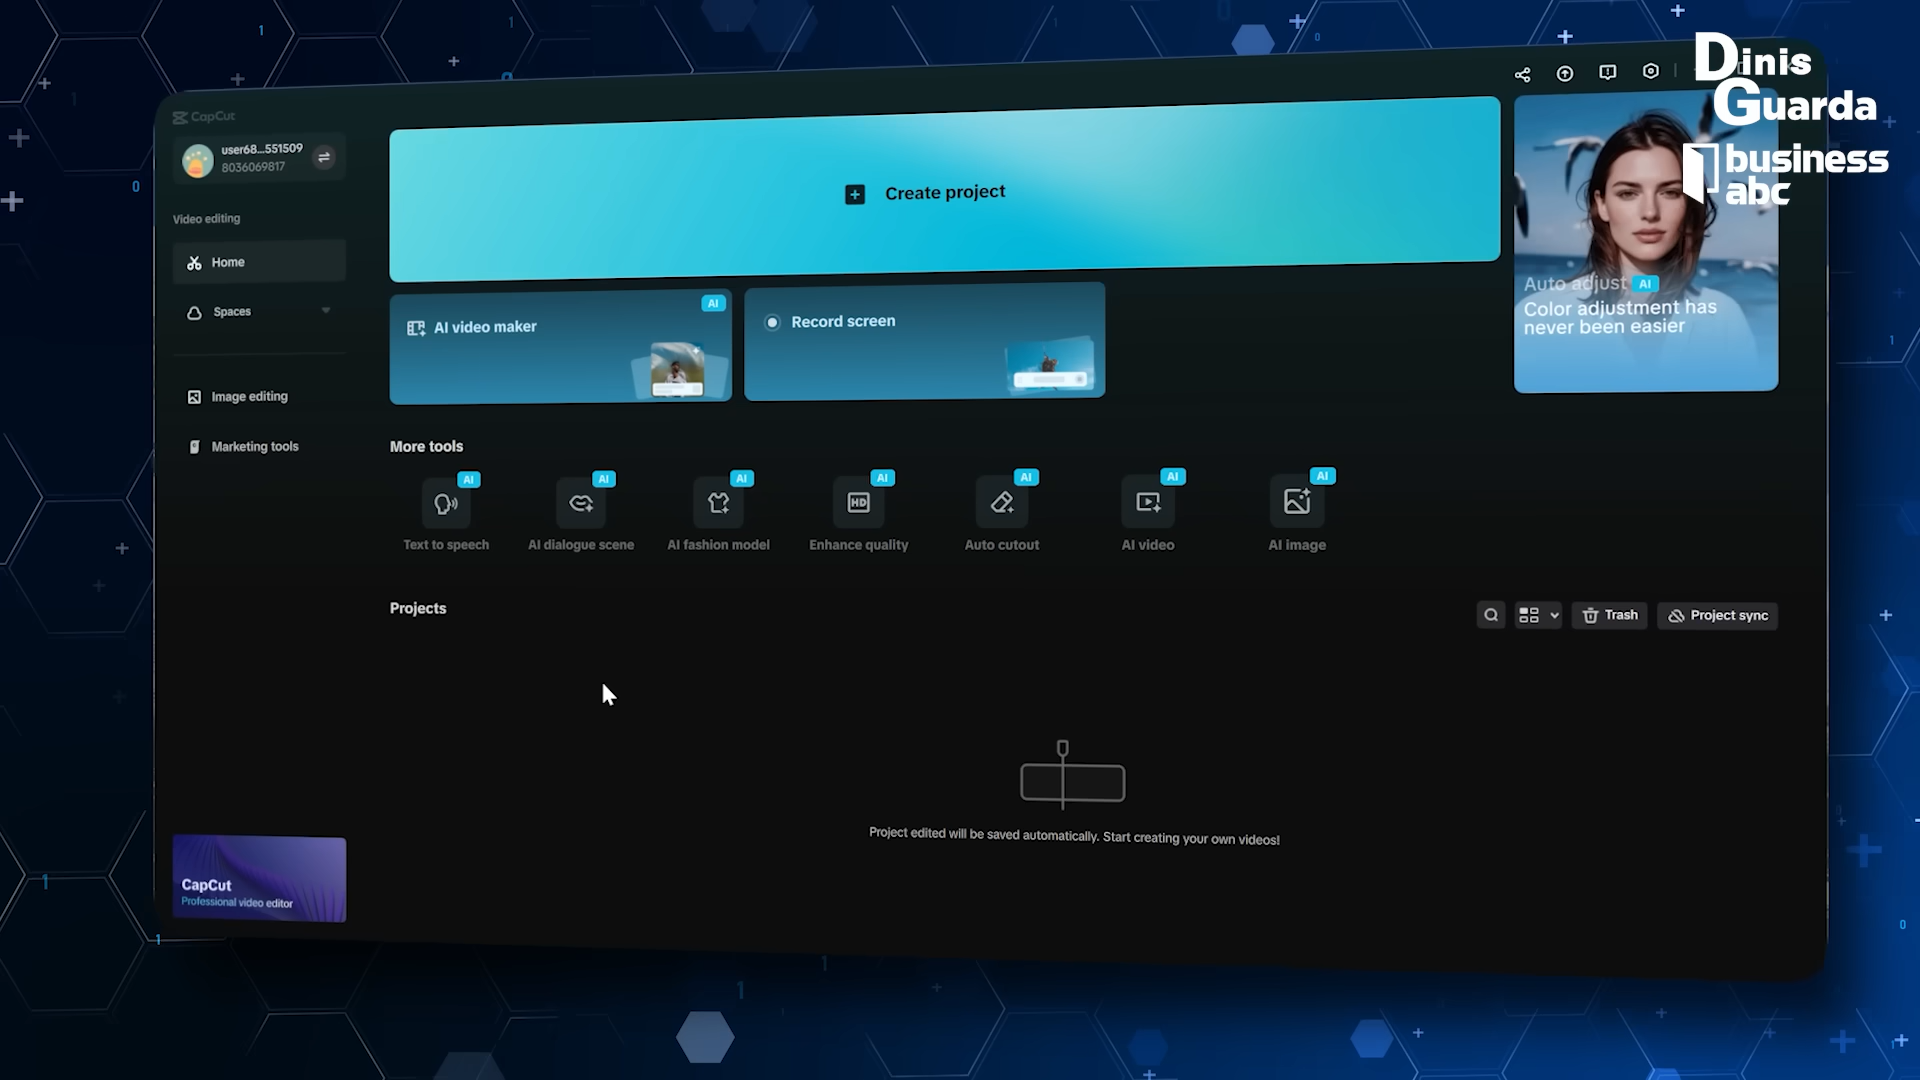 Dinis
Guarda
business
abc
CapCut
user68...551509
8036069817
Video editing
Home
Spaces
Image editing
Marketing tools
CapCut
Professional video editor
Create project
AI
AI video maker
Record screen
Auto adjust AI
Color adjustment has
never been easier
More tools
AI
Text to speech
AI
AI dialogue scene
AI
AI fashion model
AI
HD
Enhance quality
AI
Auto cutout
AI
AI video
AI
AI image
Projects
Trash
Project sync
Project edited will be saved automatically. Start creating your own videos!